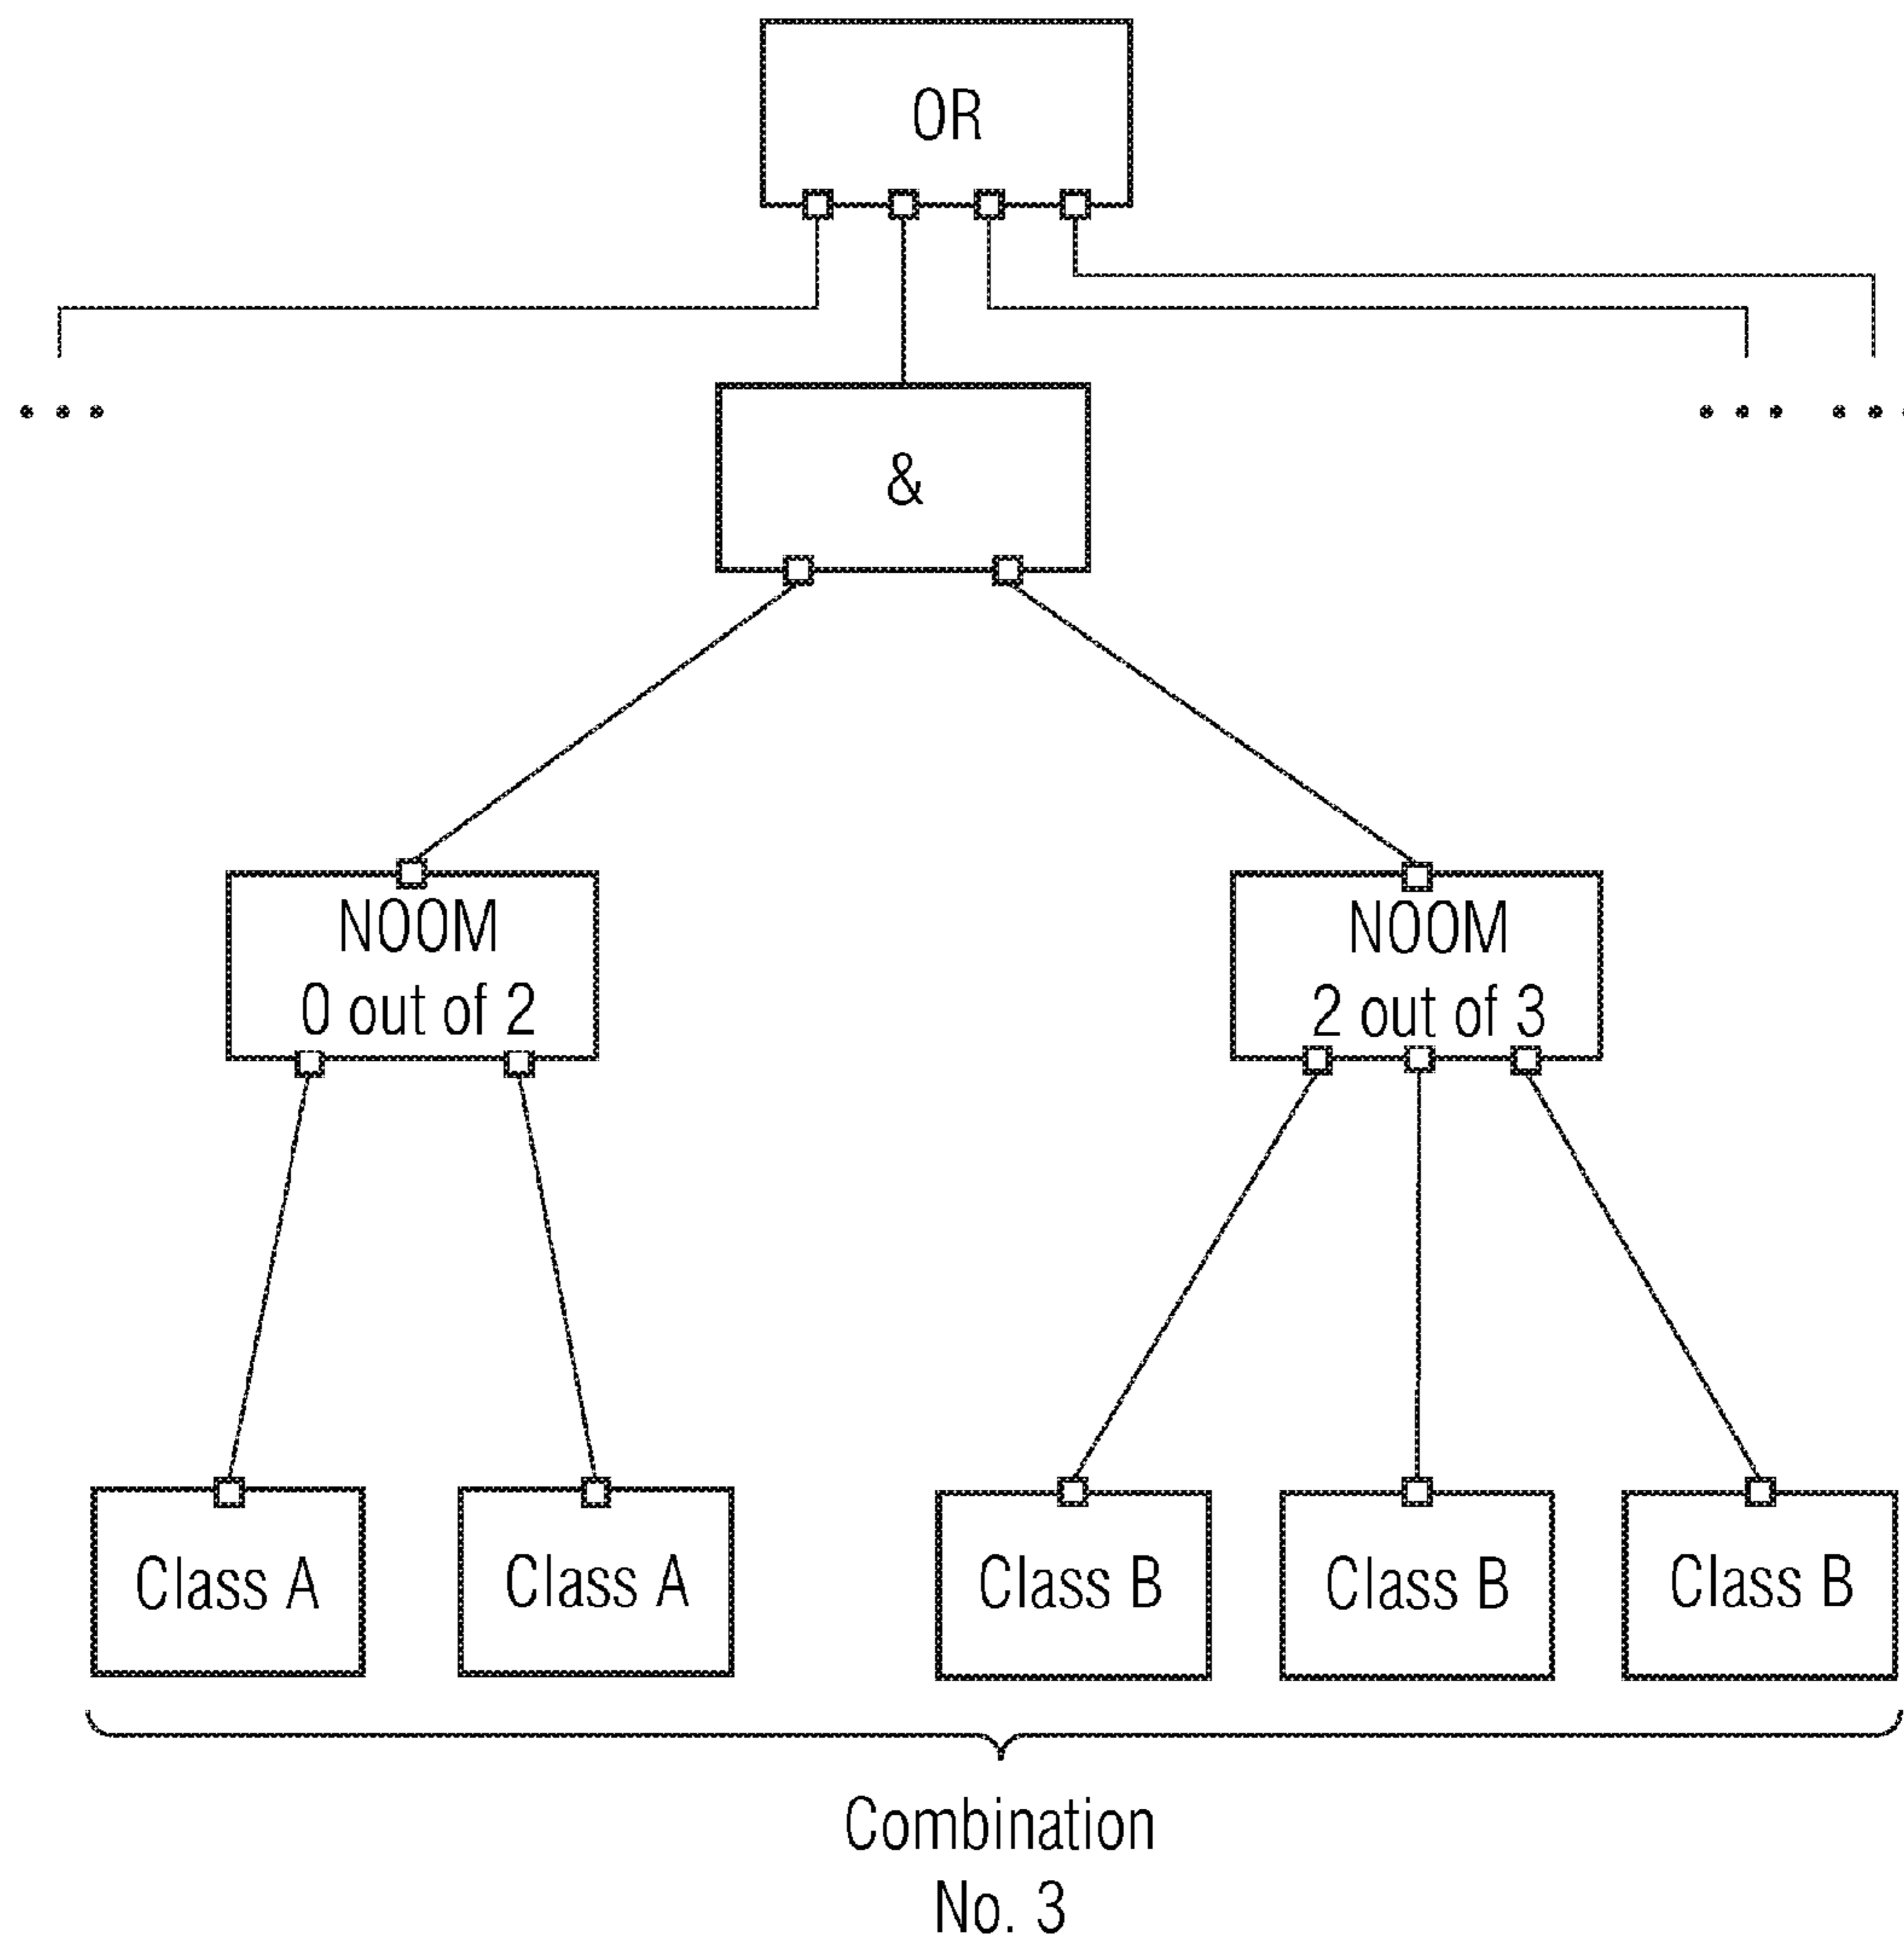 OR
&
NOOM
0 out of 2
NOOM
2 out of 3
Class A
Class A
Class B
Class B
Class B
Combination
No. 3